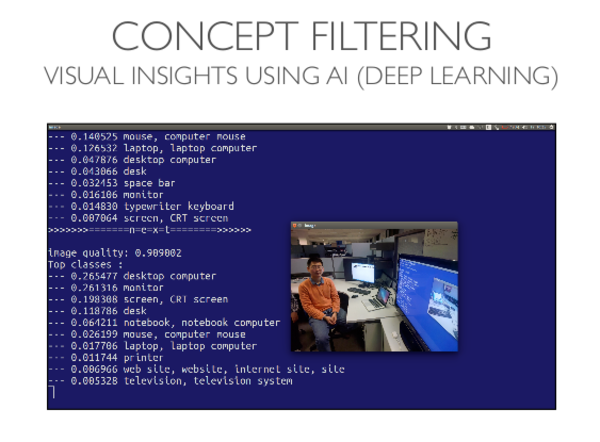 CONCEPT FILTERING
VISUAL INSIGHTS USING AI (DEEP LEARNING)
--- 0.140525 mouse, computer mouse
--- 0.126532 laptop, laptop computer
--- 0.047876 desktop computer
--- 0.043066 desk
--- 0.032453 space bar
--- 0.016106 monitor
--- 0.014830 typewriter keyboard
--- 0.007064 screen, CRT screen
>>>>>>>=======n=e=x=t========>>>>>>
image quality: 0.909002
Top classes :
--- 0.265477 desktop computer
--- 0.261316 monitor
--- 0.198308 screen, CRT screen
--- 0.118786 desk
--- 0.064211 notebook, notebook computer
--- 0.026199 mouse, computer mouse
--- 0.017706 laptop, laptop computer
--- 0.011744 printer
--- 0.006966 web site, website, internet site, site
--- 0.005328 television, television system